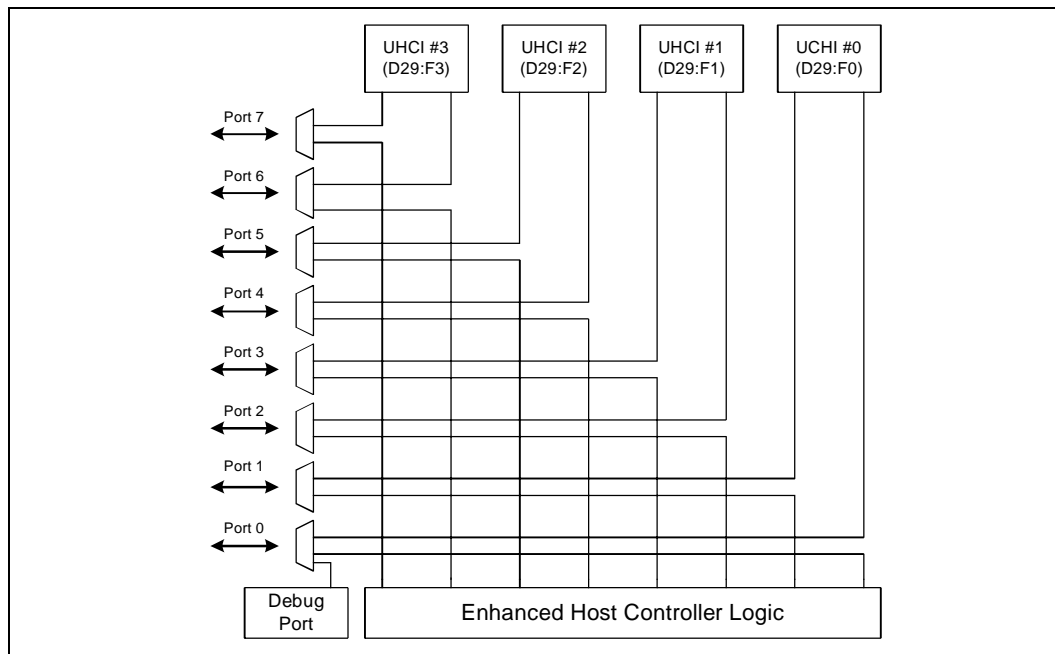 UHCI #3
(D29:F3)
UHCI #2
(D29:F2)
UHCI #1
(D29:F1)
UCHI #0
(D29:F0)
Port 7
Port 6
Port 5
Port 4
Port 3
Port 2
Port 1
Port 0
Debug
Port
Enhanced Host Controller Logic